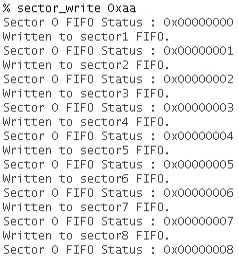 % sector_write 0xaa
Sector 0 FIFO Status : 0x00000000
Written to sector1 FIFO.
Sector 0 FIFO Status : 0x00000001
Written to sector2 FIFO.
Sector 0 FIFO Status : 0x00000002
Written to sector3 FIFO.
Sector 0 FIFO Status : 0x00000003
Written to sector4 FIFO.
Sector 0 FIFO Status : 0x00000004
Written to sector5 FIFO.
Sector 0 FIFO Status : 0x00000005
Written to sector6 FIFO.
Sector 0 FIFO Status : 0x00000006
Written to sector7 FIFO.
Sector 0 FIFO Status : 0x00000007
Written to sector8 FIFO.
Sector 0 FIFO Status : 0x00000008